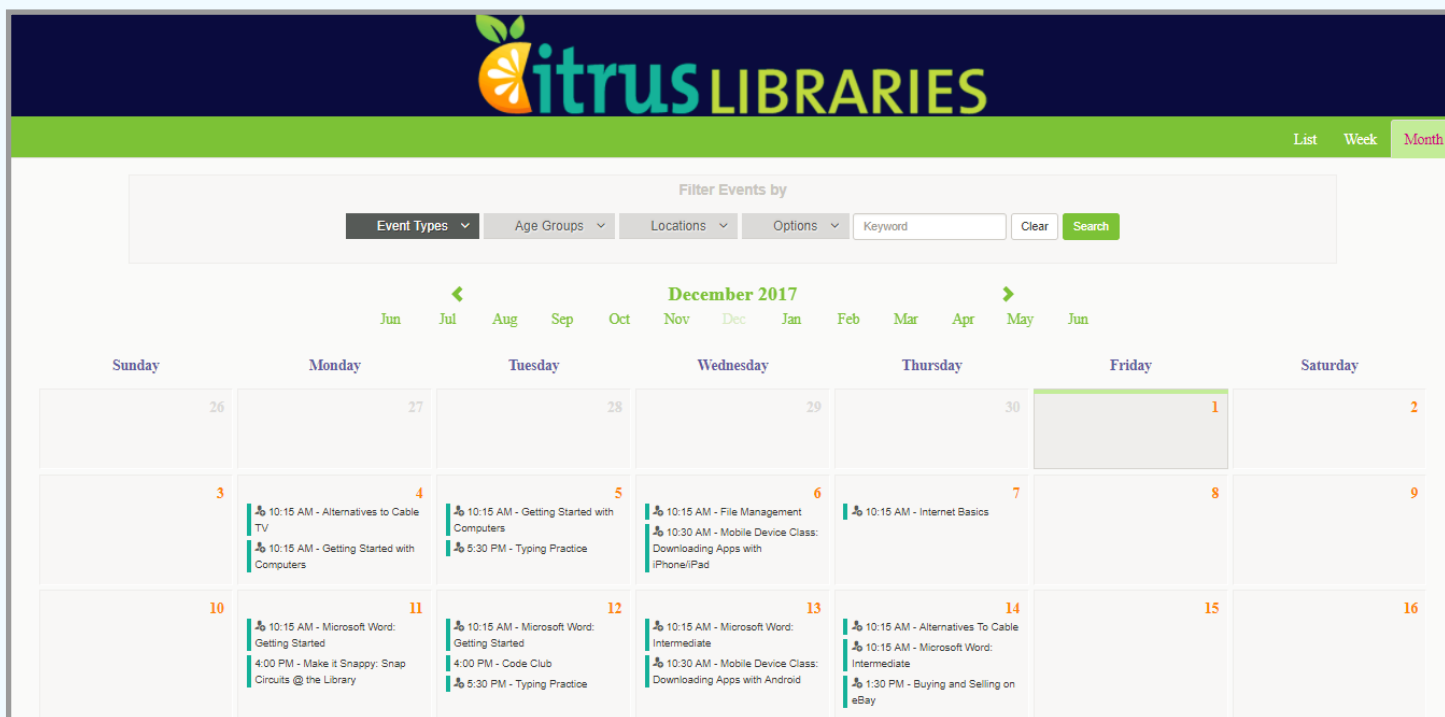 Citrus LIBRARIES
List Week Month
Filter Events by
Event Types Age Groups Locations Options Keyword Clear Search
December 2017
Jun Jul Aug Sep Oct Nov Dec Jan Feb Mar Apr May Jun
Sunday Monday Tuesday Wednesday Thursday Friday Saturday
26 27 28 29 30 1 2
3
4
10:15 AM - Alternatives to Cable
TV
10:15 AM - Getting Started with
Computers
5
10:15 AM - Getting Started with
Computers
5:30 PM - Typing Practice
6
10:15 AM - File Management
10:30 AM - Mobile Device Class:
Downloading Apps with
iPhone/iPad
7
10:15 AM - Internet Basics
8
9
10
11
10:15 AM - Microsoft Word:
Getting Started
4:00 PM - Make it Snappy: Snap
Circuits @ the Library
12
10:15 AM - Microsoft Word:
Getting Started
4:00 PM - Code Club
5:30 PM - Typing Practice
13
10:15 AM - Microsoft Word:
Intermediate
10:30 AM - Mobile Device Class:
Downloading Apps with Android
14
10:15 AM - Alternatives To Cable
10:15 AM - Microsoft Word:
Intermediate
1:30 PM - Buying and Selling on
eBay
15
16